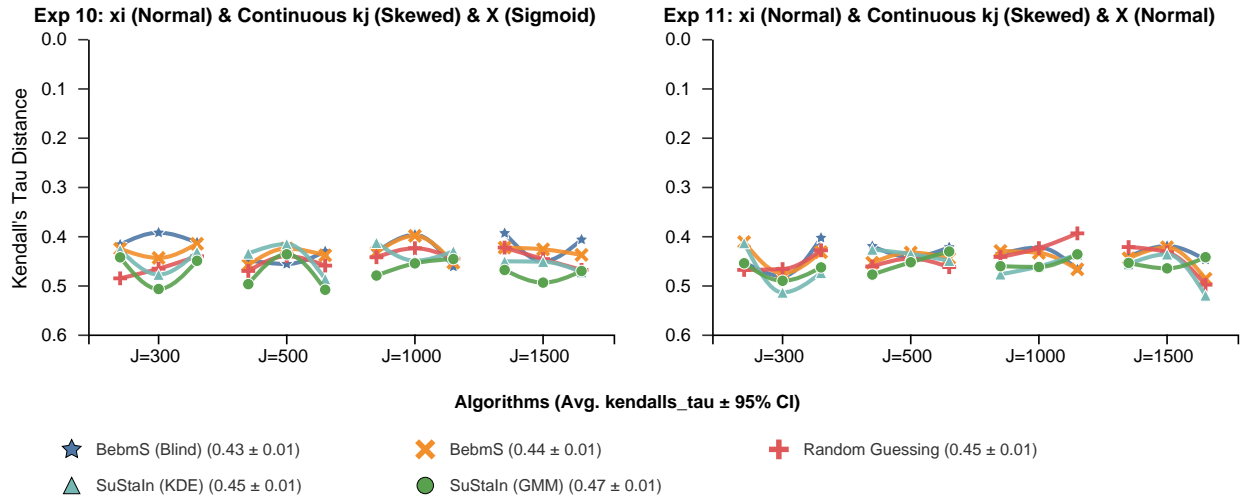 Exp 10: xi (Normal) & Continuous kj (Skewed) & X (Sigmoid)
Exp 11: xi (Normal) & Continuous kj (Skewed) & X (Normal)
Kendall's Tau Distance
0.0
0.1
0.2
0.3
0.4
0.5
0.6
J=300
J=500
J=1000
J=1500
0.0
0.1
0.2
0.3
0.4
0.5
0.6
J=300
J=500
J=1000
J=1500
Algorithms (Avg. kendalls_tau ± 95% CI)
BebmS (Blind) (0.43 ± 0.01)
BebmS (0.44 ± 0.01)
Random Guessing (0.45 ± 0.01)
SuStaIn (KDE) (0.45 ± 0.01)
SuStaIn (GMM) (0.47 ± 0.01)